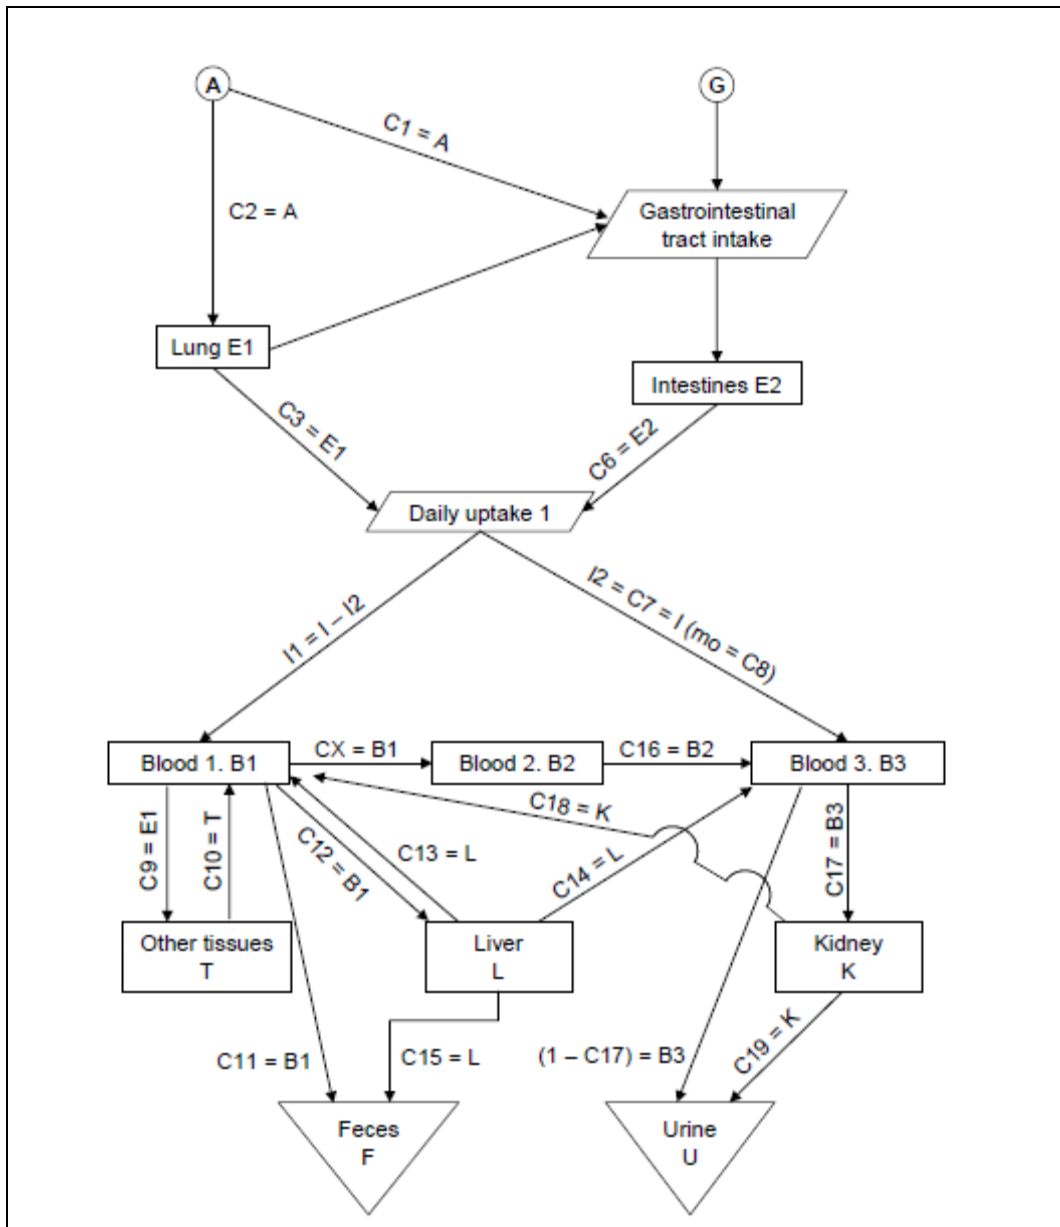 A
G
C1 = A
C2 = A
Gastrointestinal
tract intake
Lung E1
Intestines E2
C3 = E1
C6 = E2
Daily uptake 1
I1 = I – I2
I2 = C7 = I (mo = C8)
Blood 1. B1
CX = B1
Blood 2. B2
C16 = B2
Blood 3. B3
C9 = E1
C10 = T
C12 = B1
C13 = L
C18 = K
C14 = L
C17 = B3
Other tissues
T
Liver
L
Kidney
K
C11 = B1
C15 = L
(1 – C17) = B3
C19 = K
Feces
F
Urine
U